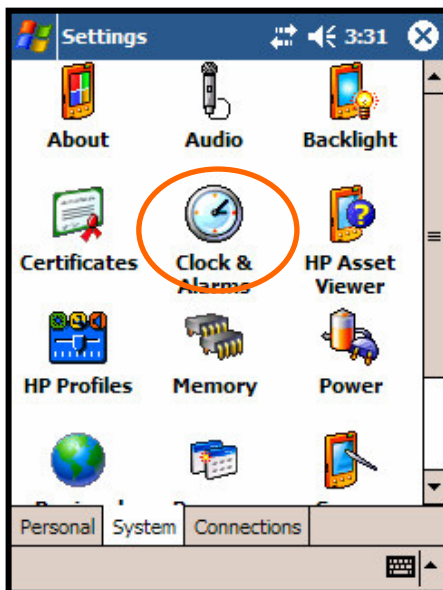 Settings 3:31
About Audio Backlight
Certificates Clock & Alarms HP Asset Viewer
HP Profiles Memory Power
Personal System Connections